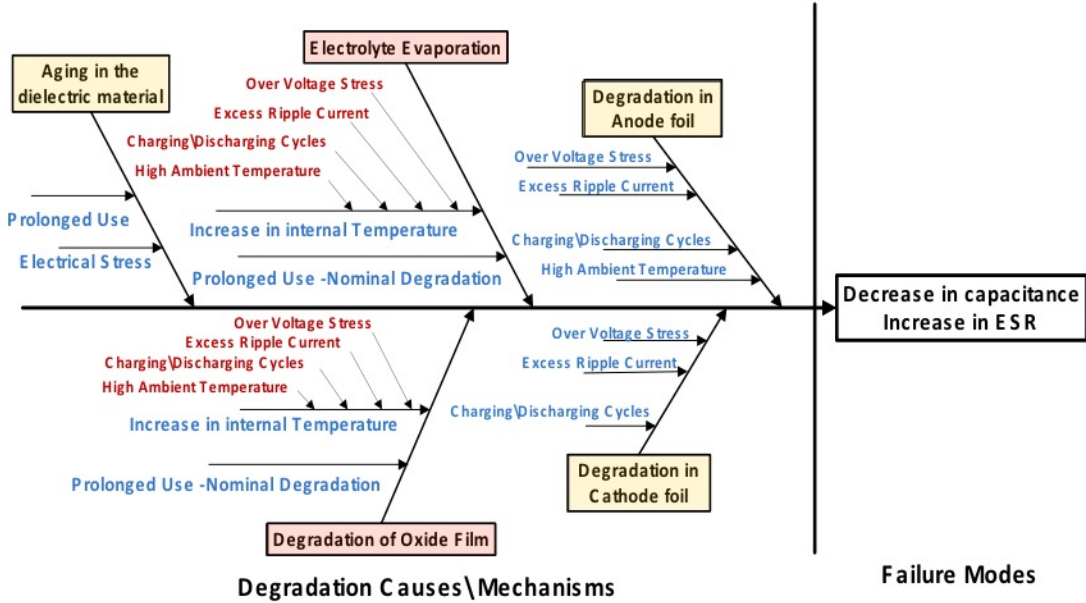 Electrolyte Evaporation
Aging in the
dielectric material
Over Voltage Stress
Excess Ripple Current
Charging\Discharging Cycles
High Ambient Temperature
Degradation in
Anode foil
Over Voltage Stress
Excess Ripple Current
Prolonged Use
Increase in internal Temperature
Charging\Discharging Cycles
Electrical Stress
High Ambient Temperature
Prolonged Use -Nominal Degradation
Decrease in capacitance
Increase in ESR
Over Voltage Stress
Excess Ripple Current
Charging\Discharging Cycles
High Ambient Temperature
Increase in internal Temperature
Prolonged Use -Nominal Degradation
Over Voltage Stress
Excess Ripple Current
Charging\Discharging Cycles
Degradation in
Cathode foil
Degradation of Oxide Film
Degradation Causes\Mechanisms
Failure Modes